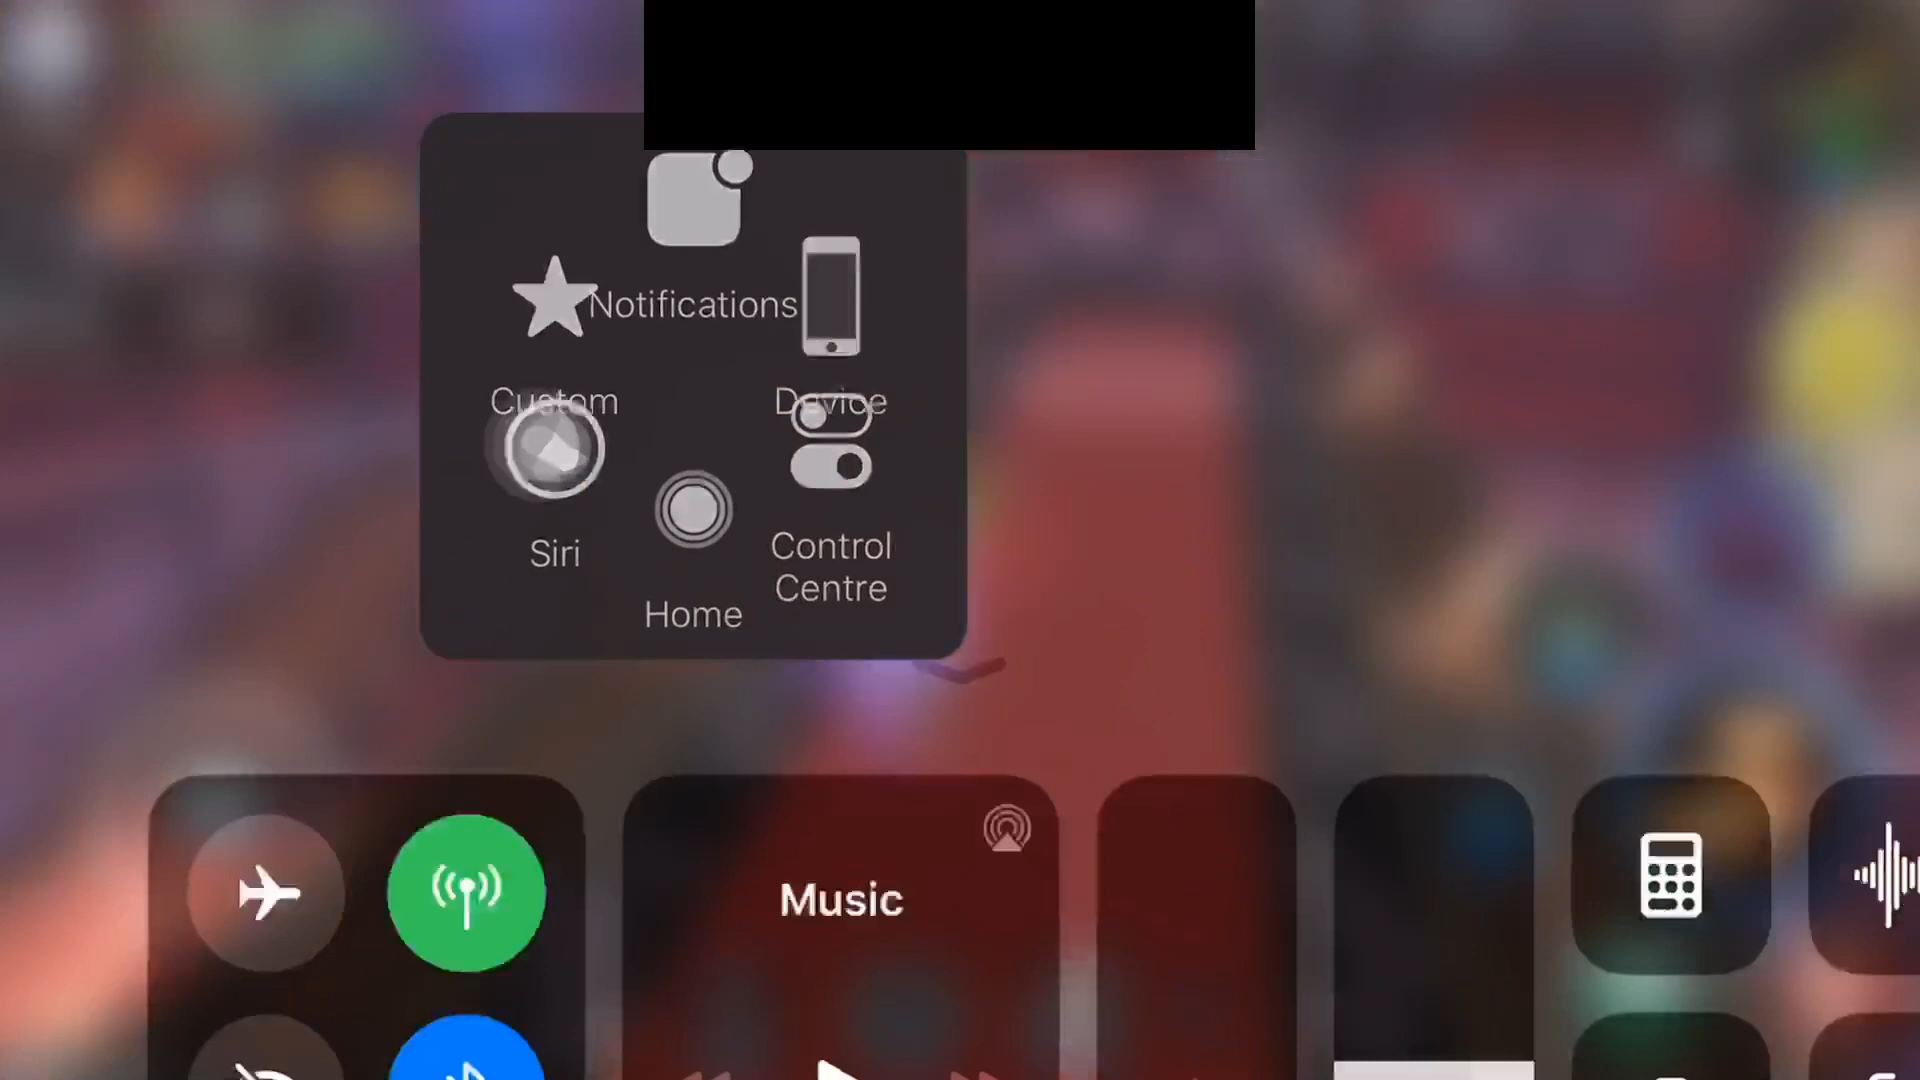 Notifications
Custom
Device
Siri
Control
Centre
Home
Music